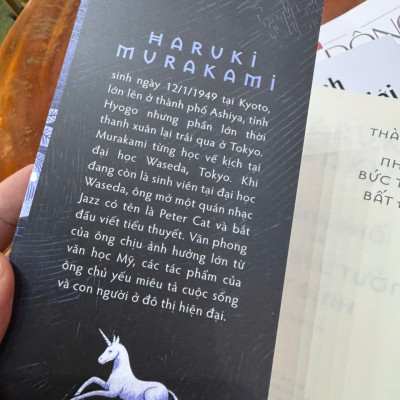 HARUKI
MURAKAMI
sinh ngày 12/1/1949 tại Kyoto,
lớn lên ở thành phố Ashiya, tỉnh
Hyogo nhưng phần lớn thời
thanh xuân lại trải qua ở Tokyo.
Murakami từng học về kịch tại
đại học Waseda, Tokyo. Khi
đang còn là sinh viên tại đại học
Waseda, ông mở một quán nhạc
Jazz có tên là Peter Cat và bắt
đầu viết tiểu thuyết. Văn phong
của ông chịu ảnh hưởng lớn từ
văn học Mỹ, các tác phẩm của
ông chủ yếu miêu tả cuộc sống
và con người ở đô thị hiện đại.
THÀ
NH
BỨC T
BẤT